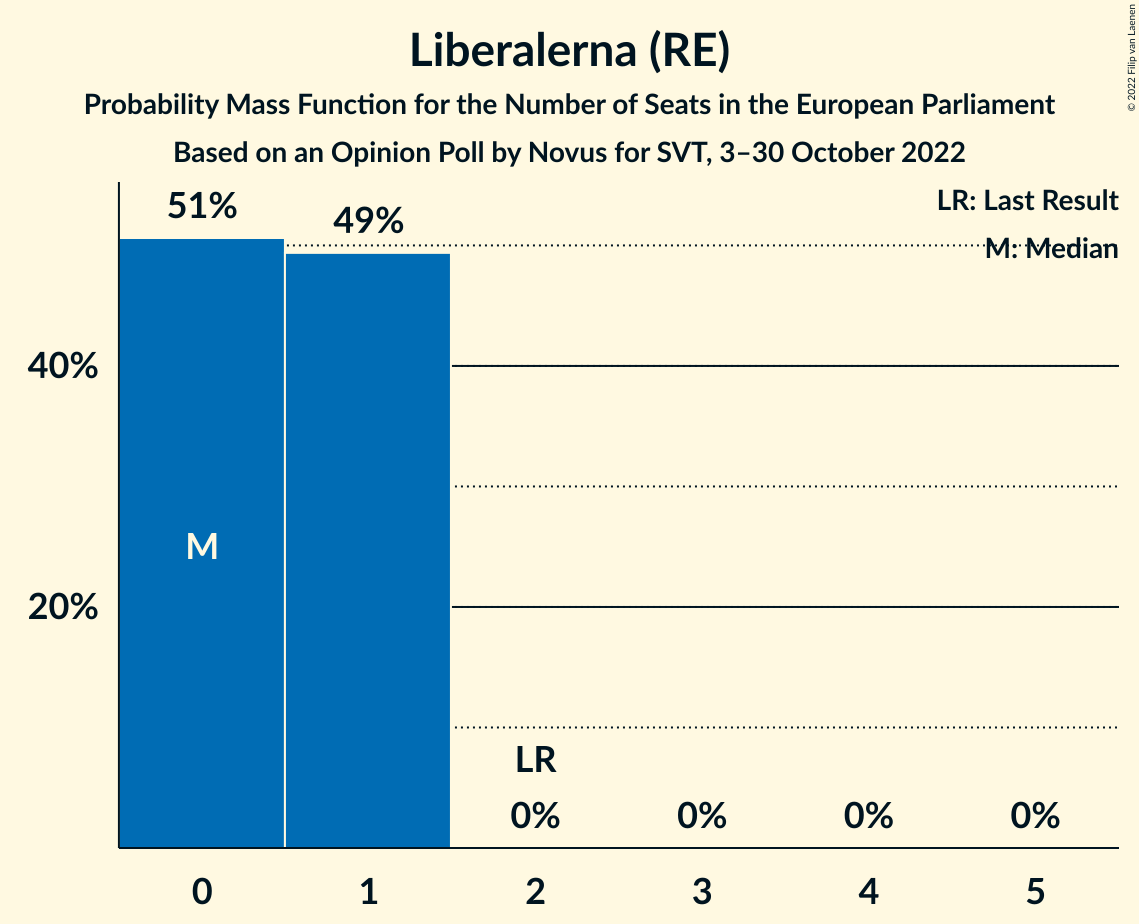 Liberalerna (RE)
Probability Mass Function for the Number of Seats in the European Parliament
Based on an Opinion Poll by Novus for SVT, 3–30 October 2022
© 2022 Filip van Laenen
LR: Last Result
M: Median
51%
49%
40%
20%
M
LR
0%
0%
0%
0%
0
1
2
3
4
5